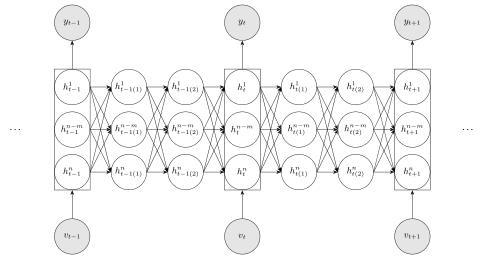 y_{t−1} y_t y_{t+1}
h^1_{t−1} h^1_{t−1(1)} h^1_{t−1(2)} h^1_t h^1_{t(1)} h^1_{t(2)} h^1_{t+1}
… h^{n−m}_{t−1} h^{n−m}_{t−1(1)} h^{n−m}_{t−1(2)} h^{n−m}_t h^{n−m}_{t(1)} h^{n−m}_{t(2)} h^{n−m}_{t+1} …
h^n_{t−1} h^n_{t−1(1)} h^n_{t−1(2)} h^n_t h^n_{t(1)} h^n_{t(2)} h^n_{t+1}
v_{t−1} v_t v_{t+1}